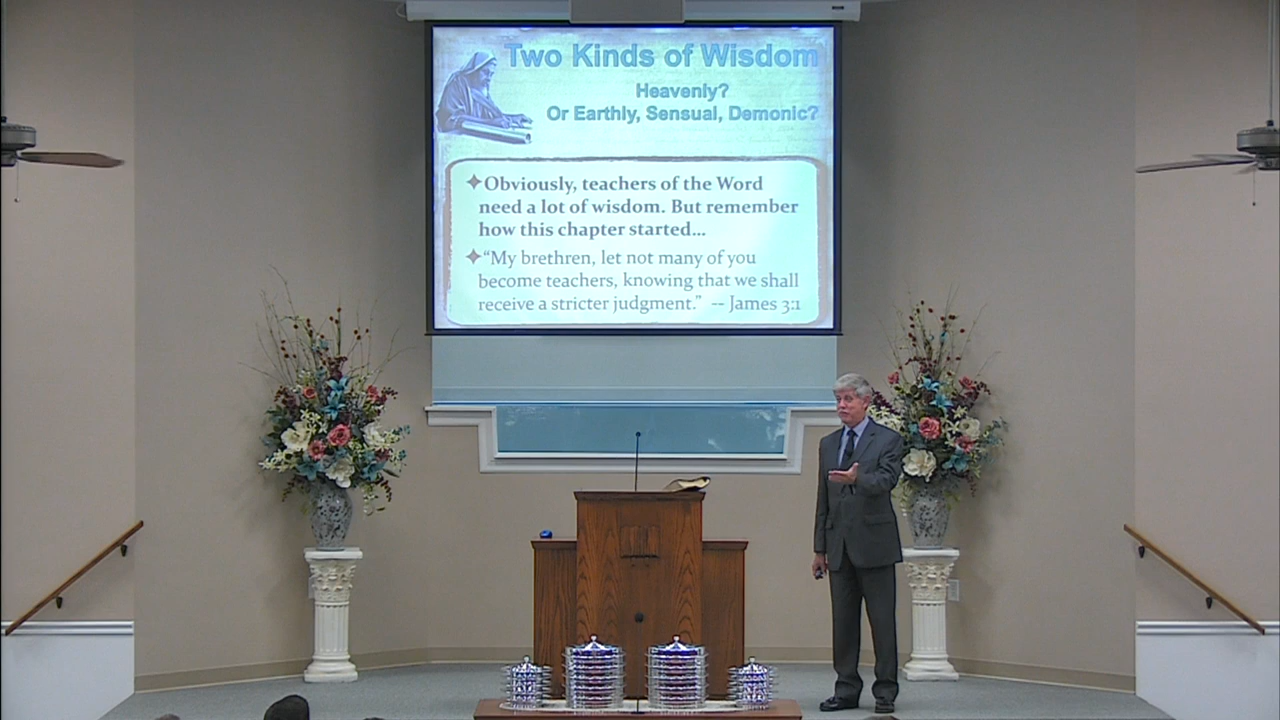 Two Kinds of Wisdom
Heavenly?
Or Earthly, Sensual, Demonic?
✦Obviously, teachers of the Word
need a lot of wisdom. But remember
how this chapter started...
✦“My brethren, let not many of you
become teachers, knowing that we shall
receive a stricter judgment.” -- James 3:1